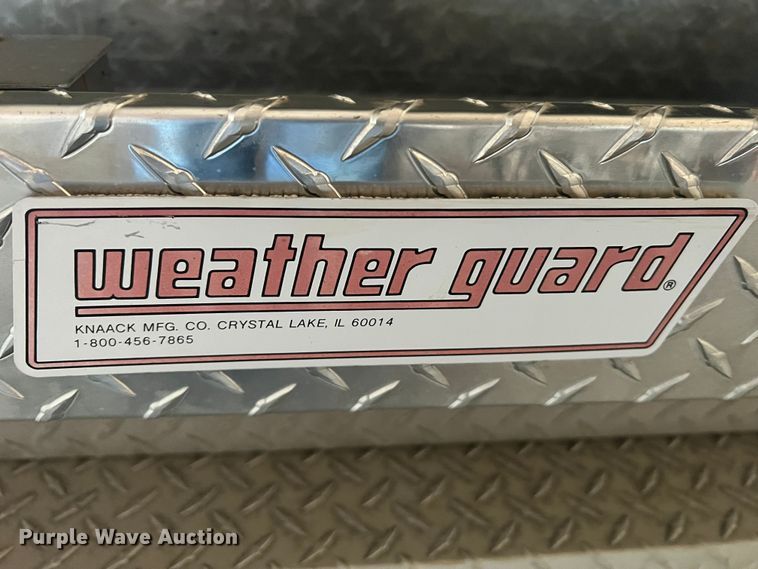 weather guard®
KNAACK MFG. CO. CRYSTAL LAKE, IL 60014
1-800-456-7865
Purple Wave Auction